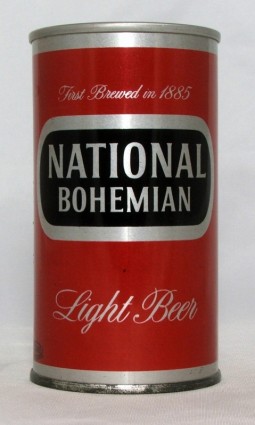 First Brewed in 1885
NATIONAL
BOHEMIAN
Light Beer